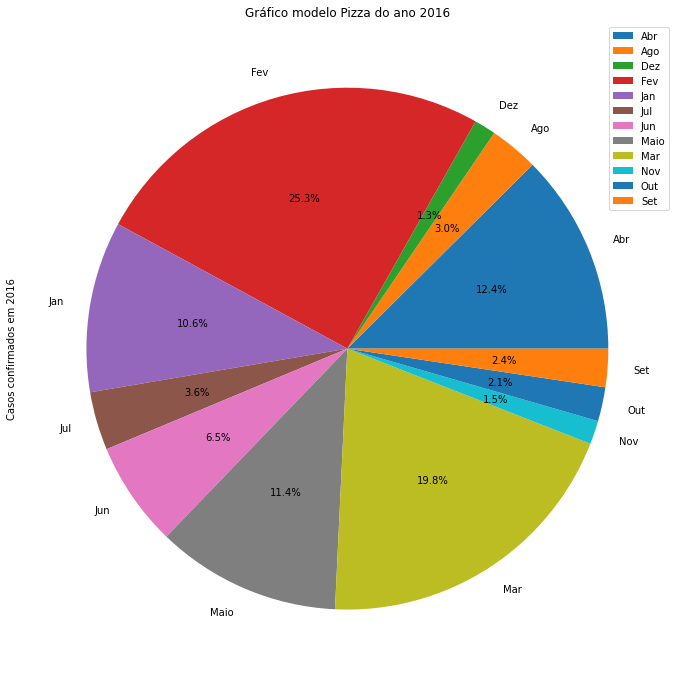 Gráfico modelo Pizza do ano 2016
Abr
Ago
Dez
Fev
Jan
Jul
Jun
Maio
Mar
Nov
Out
Set
Fev
Dez
Ago
Abr
Jan
Jul
Jun
Maio
Mar
Nov
Out
Set
25.3%
1.3%
3.0%
12.4%
10.6%
3.6%
6.5%
11.4%
19.8%
1.5%
2.1%
2.4%
Casos confirmados em 2016